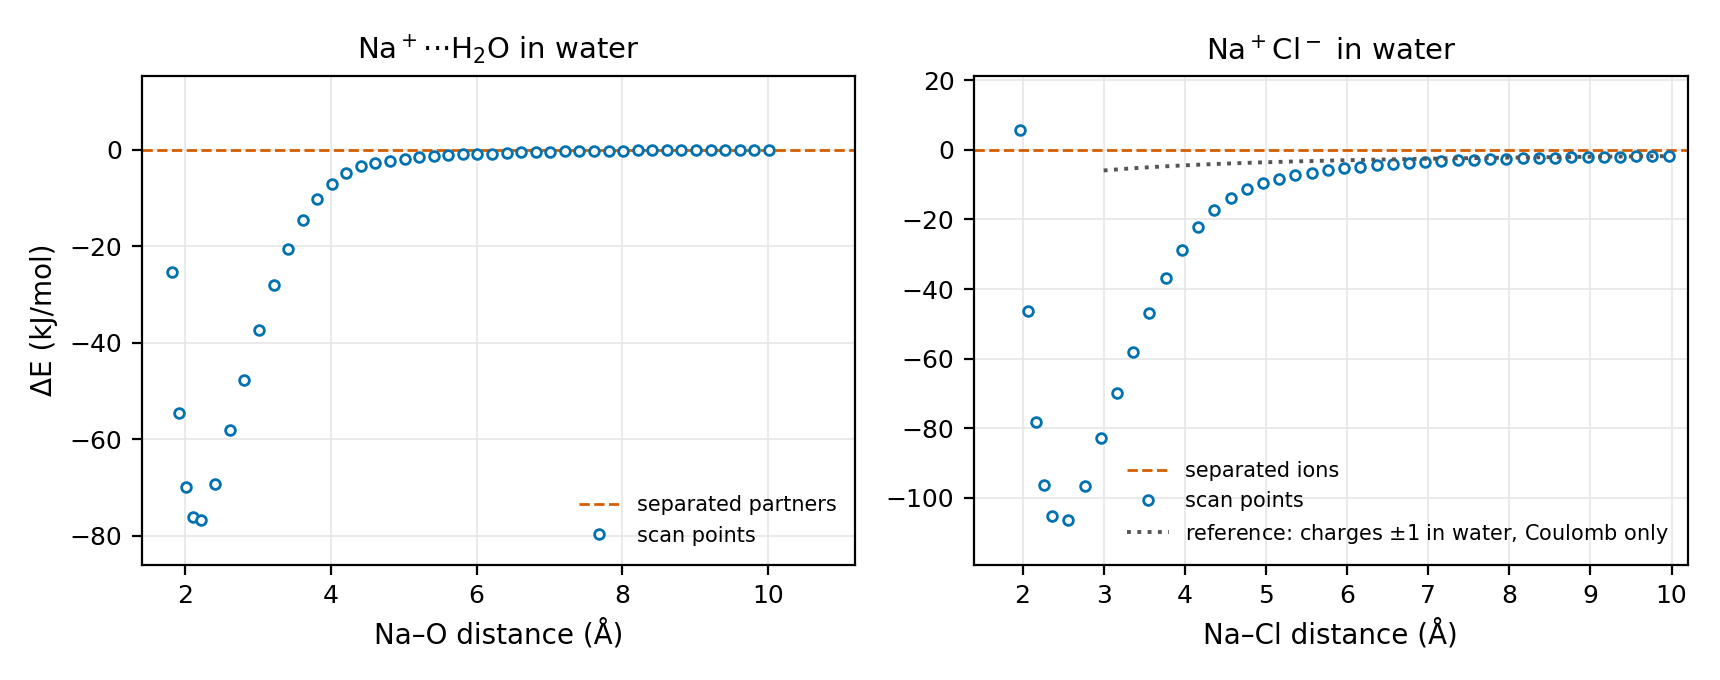 Na⁺···H₂O in water
ΔE (kJ/mol)
0
−20
−40
−60
−80
separated partners
scan points
2 4 6 8 10
Na–O distance (Å)
Na⁺Cl⁻ in water
20
0
−20
−40
−60
−80
−100
separated ions
scan points
reference: charges ±1 in water, Coulomb only
2 3 4 5 6 7 8 9 10
Na–Cl distance (Å)